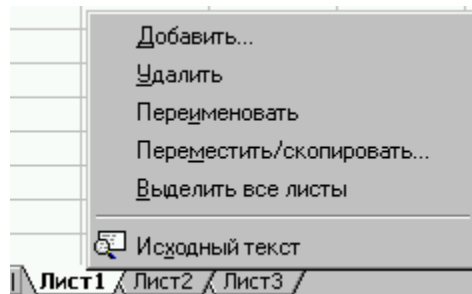 Добавить...
Удалить
Переименовать
Переместить/скопировать...
Выделить все листы
Исходный текст
Лист1 Лист2 Лист3